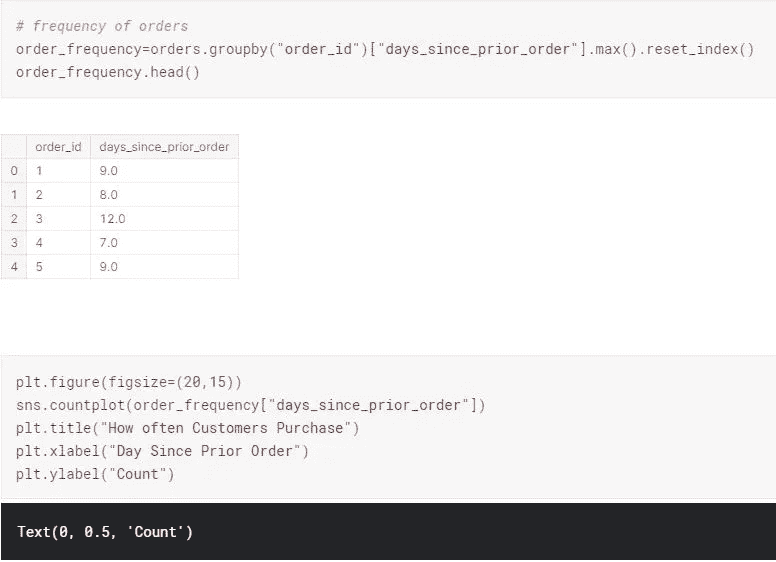 # frequency of orders
order_frequency=orders.groupby("order_id")["days_since_prior_order"].max().reset_index()
order_frequency.head()
order_id days_since_prior_order
0 1 9.0
1 2 8.0
2 3 12.0
3 4 7.0
4 5 9.0
plt.figure(figsize=(20,15))
sns.countplot(order_frequency["days_since_prior_order"])
plt.title("How often Customers Purchase")
plt.xlabel("Day Since Prior Order")
plt.ylabel("Count")
Text(0, 0.5, 'Count')